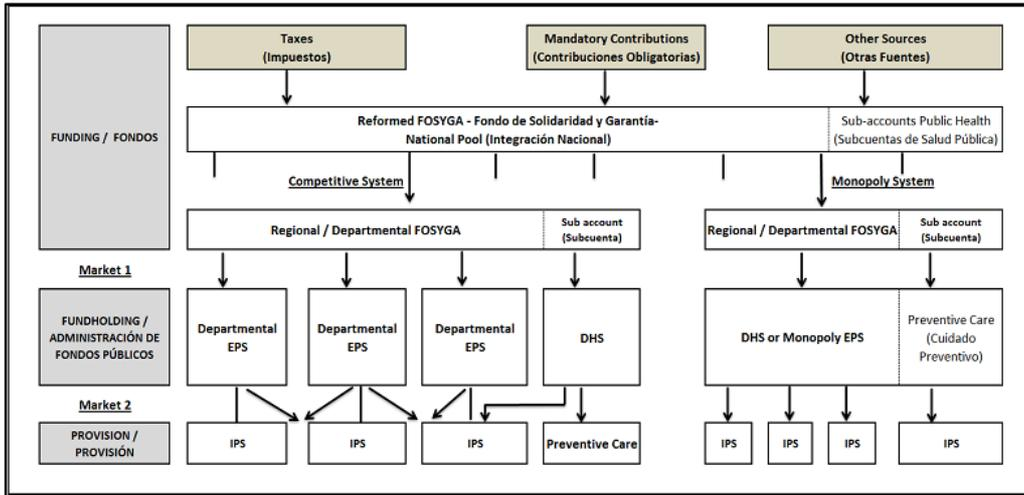 Taxes
(Impuestos)
Mandatory Contributions
(Contribuciones Obligatorias)
Other Sources
(Otras Fuentes)
FUNDING / FONDOS
Reformed FOSYGA - Fondo de Solidaridad y Garantía-
National Pool (Integración Nacional)
Sub-accounts Public Health
(Subcuentas de Salud Pública)
Competitive System
Monopoly System
Regional / Departmental FOSYGA
Sub account
(Subcuenta)
Regional / Departmental FOSYGA
Sub account
(Subcuenta)
Market 1
FUNDHOLDING /
ADMINISTRACIÓN DE
FONDOS PÚBLICOS
Departmental
EPS
Departmental
EPS
Departmental
EPS
DHS
DHS or Monopoly EPS
Preventive Care
(Cuidado
Preventivo)
Market 2
PROVISION /
PROVISIÓN
IPS
IPS
IPS
Preventive Care
IPS
IPS
IPS
IPS